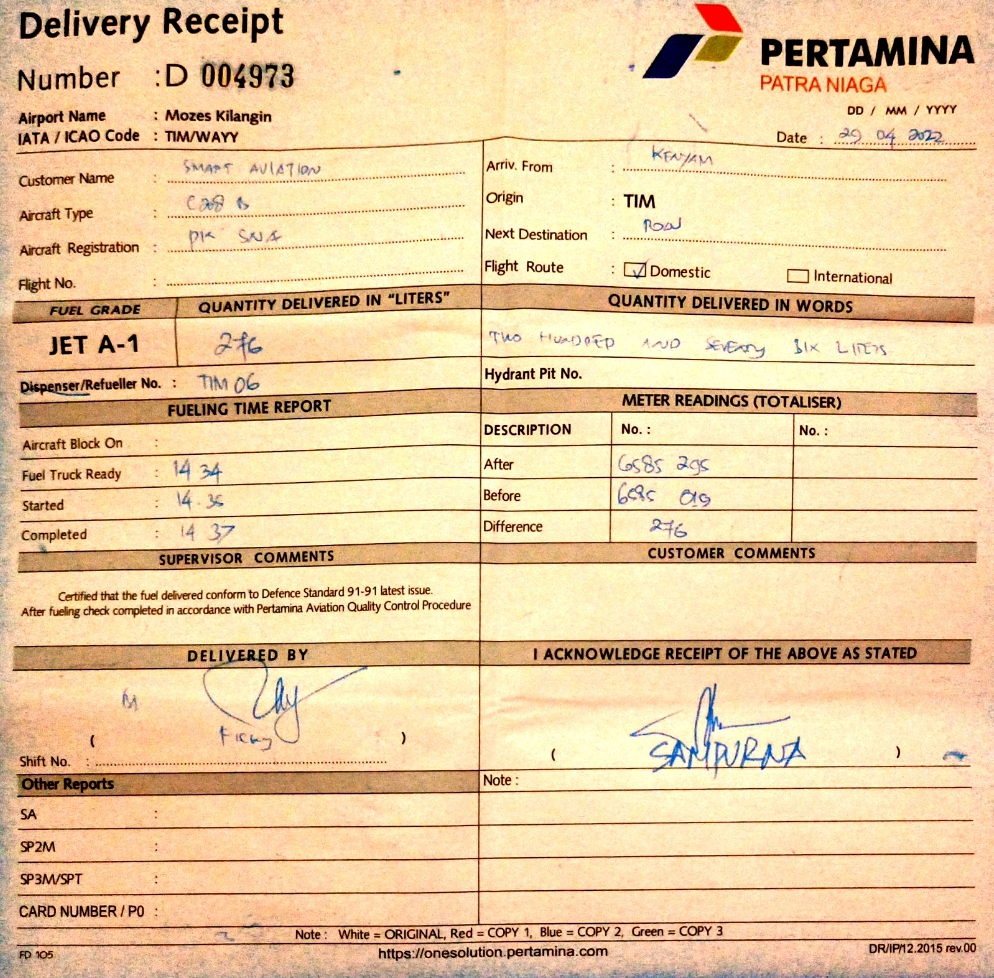 Delivery Receipt
PERTAMINA
PATRA NIAGA
Number : D 004973
Airport Name : Mozes Kilangin
IATA / ICAO Code : TIM/WAYY
DD / MM / YYYY
Date : 29 04 2022
Customer Name : SMART AVIATION
Arriv. From : KENYAM
Aircraft Type : C208 B
Origin : TIM
Aircraft Registration : PK SNA
Next Destination :
Flight No. :
Flight Route : Domestic International
FUEL GRADE QUANTITY DELIVERED IN "LITERS" QUANTITY DELIVERED IN WORDS
JET A-1 276 TWO HUNDRED AND SEVENTY SIX LITERS
Dispenser/Refueller No. : TIM 06
Hydrant Pit No.
FUELING TIME REPORT METER READINGS (TOTALISER)
Aircraft Block On :
DESCRIPTION No. : No. :
Fuel Truck Ready : 14 34
After 6585 295
Started : 14.35
Before 6585 019
Completed : 14 37
Difference 276
SUPERVISOR COMMENTS CUSTOMER COMMENTS
Certified that the fuel delivered conform to Defence Standard 91-91 latest issue.
After fueling check completed in accordance with Pertamina Aviation Quality Control Procedure
DELIVERED BY I ACKNOWLEDGE RECEIPT OF THE ABOVE AS STATED
( )
( SAMPURNA )
Shift No. :
Other Reports Note :
SA :
SP2M :
SP3M/SPT :
CARD NUMBER / PO :
Note : White = ORIGINAL, Red = COPY 1, Blue = COPY 2, Green = COPY 3
FD 105 https://onesolution.pertamina.com DR/IP/12.2015 rev.00